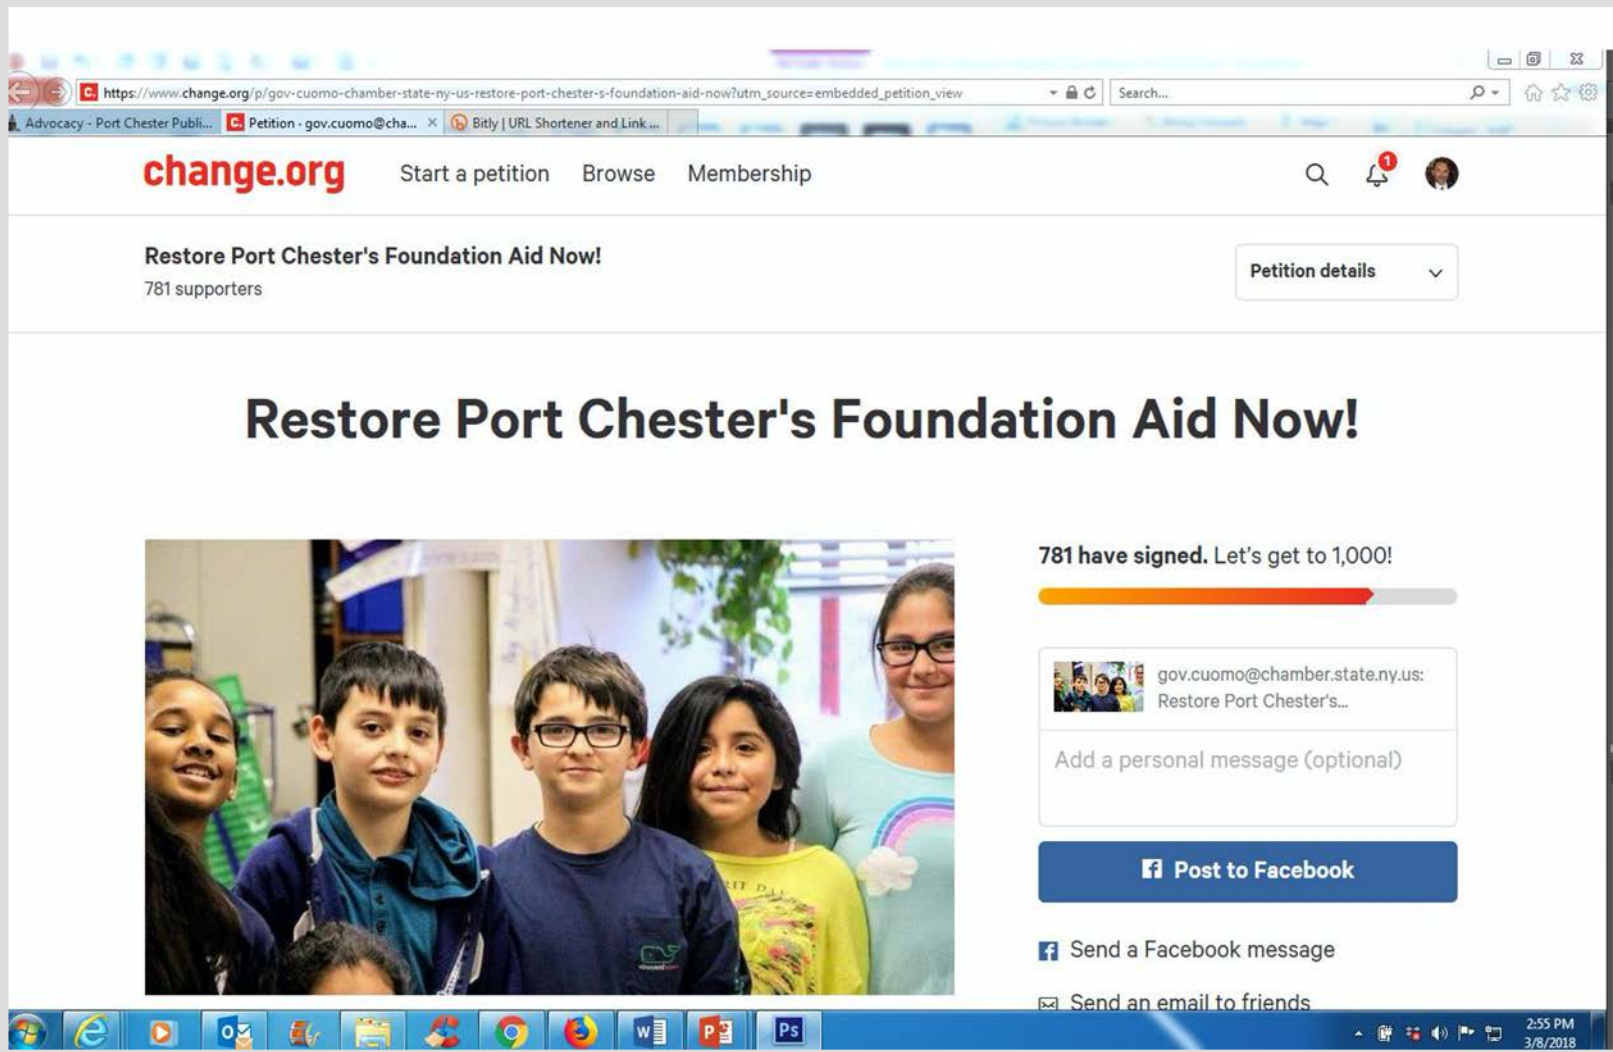 https://www.change.org/p/gov-cuomo-chamber-state-ny-us-restore-port-chester-s-foundation-aid-now?utm_source=embedded_petition_view
Search...
Advocacy - Port Chester Publi...
C. Petition · gov.cuomo@cha...
Bitly | URL Shortener and Link ...
change.org
Start a petition
Browse
Membership
1
Restore Port Chester's Foundation Aid Now!
781 supporters
Petition details
Restore Port Chester's Foundation Aid Now!
781 have signed. Let's get to 1,000!
gov.cuomo@chamber.state.ny.us:
Restore Port Chester's...
Add a personal message (optional)
Post to Facebook
Send a Facebook message
Send an email to friends
2:55 PM
3/8/2018